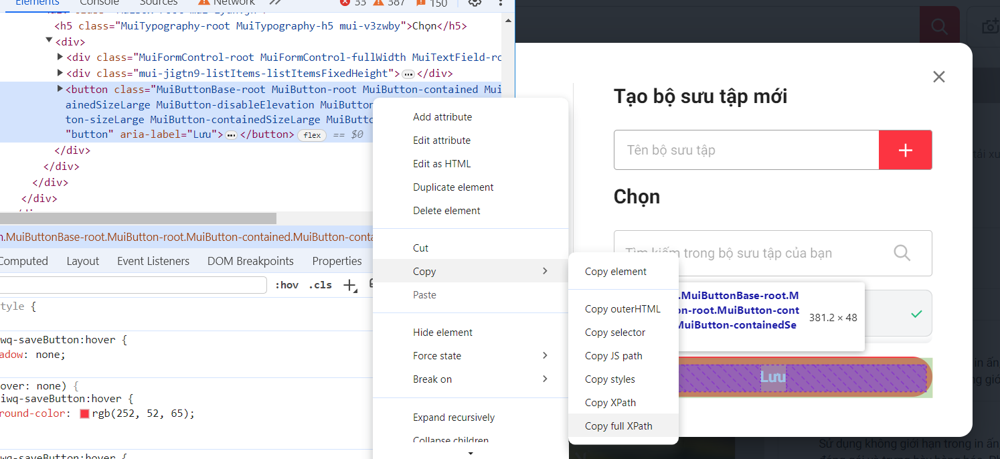 Elements Console Sources Network 33 387 150
<h5 class="MuiTypography-root MuiTypography-h5 mui-v3zwby">Chọn</h5>
<div>
<div class="MuiFormControl-root MuiFormControl-fullWidth MuiTextField-ro
<div class="mui-jigtn9-listItems-listItemsFixedHeight"> </div>
<button class="MuiButtonBase-root MuiButton-root MuiButton-contained Mui
ainedSizeLarge MuiButton-disableElevation MuiButton
ton-sizeLarge MuiButton-containedSizeLarge MuiButto
"button" aria-label="Lưu"> </button> flex == $0
</div>
</div>
</div>
</div>
.MuiButtonBase-root.MuiButton-root.MuiButton-contained.MuiButton-conta
Computed Layout Event Listeners DOM Breakpoints Properties
:hov .cls
tyle {
wq-saveButton:hover {
adow: none;
over: none) {
iwq-saveButton:hover {
round-color: rgb(252, 52, 65);
wq-saveButton:hover {
Add attribute
Edit attribute
Edit as HTML
Duplicate element
Delete element
Cut
Copy
Paste
Hide element
Force state
Break on
Expand recursively
Collapse children
Copy element
Copy outerHTML
Copy selector
Copy JS path
Copy styles
Copy XPath
Copy full XPath
Tạo bộ sưu tập mới
Tên bộ sưu tập
Chọn
Tìm kiếm trong bộ sưu tập của bạn
.MuiButtonBase-root.M
on-root.MuiButton-cont
MuiButton-containedSe
381.2 × 48
Lưu
tải xu
in ấn
ng giớ
Sử dụng không giới hạn trong in ấn